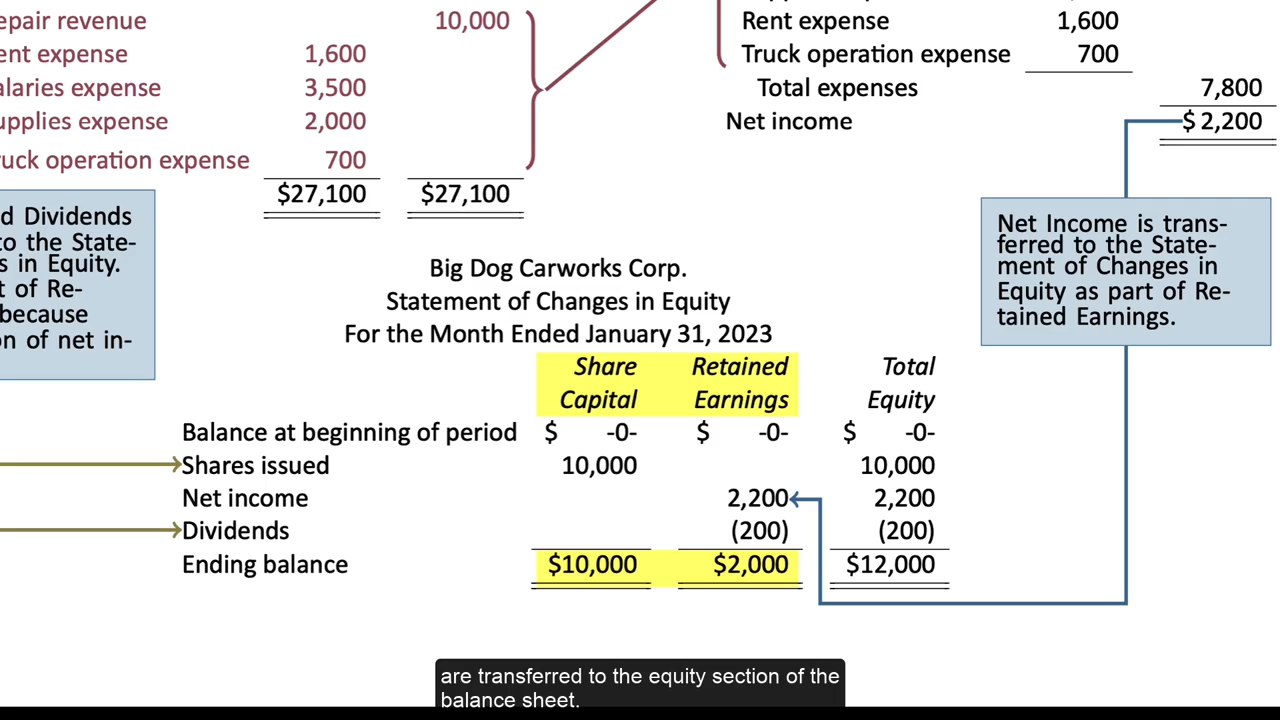 epair revenue 10,000
ent expense 1,600
alaries expense 3,500
upplies expense 2,000
ruck operation expense 700
$27,100 $27,100
Rent expense 1,600
Truck operation expense 700
Total expenses 7,800
Net income $ 2,200
d Dividends
to the State-
s in Equity.
t of Re-
because
on of net in-
Net Income is trans-
ferred to the State-
ment of Changes in
Equity as part of Re-
tained Earnings.
Big Dog Carworks Corp.
Statement of Changes in Equity
For the Month Ended January 31, 2023
Share Retained Total
Capital Earnings Equity
Balance at beginning of period $ -0- $ -0- $ -0-
Shares issued 10,000 10,000
Net income 2,200 2,200
Dividends (200) (200)
Ending balance $10,000 $2,000 $12,000
are transferred to the equity section of the
balance sheet.